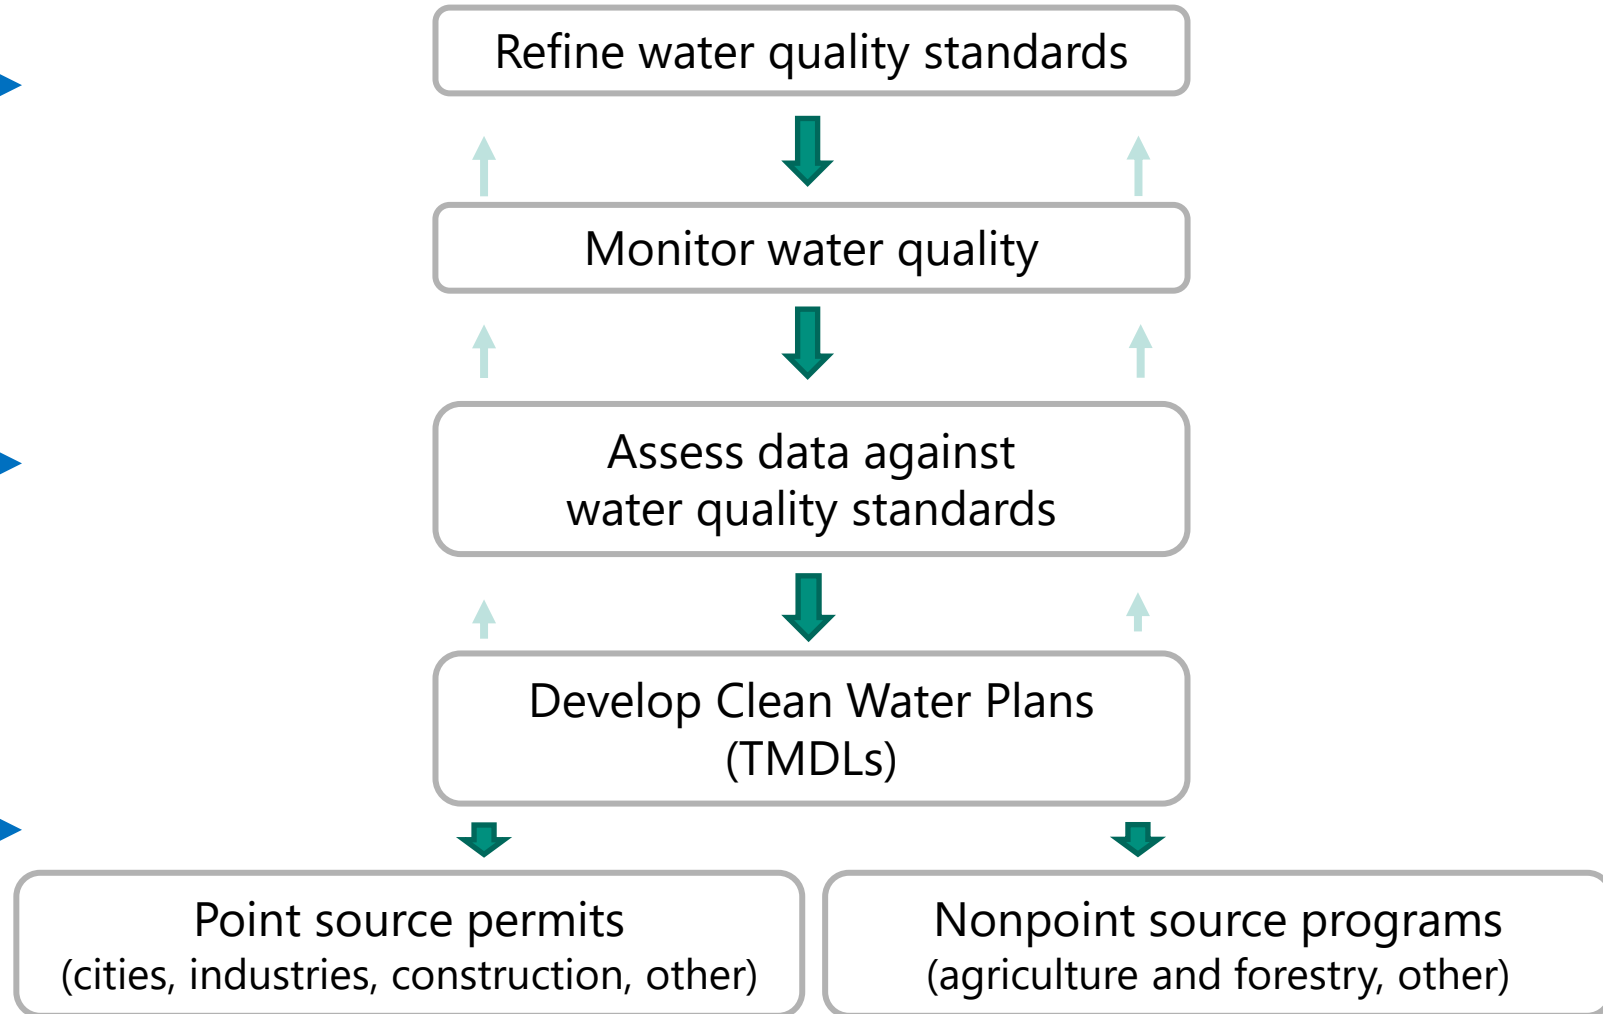 Refine water quality standards
Monitor water quality
Assess data against
water quality standards
Develop Clean Water Plans
(TMDLs)
Point source permits
(cities, industries, construction, other)
Nonpoint source programs
(agriculture and forestry, other)